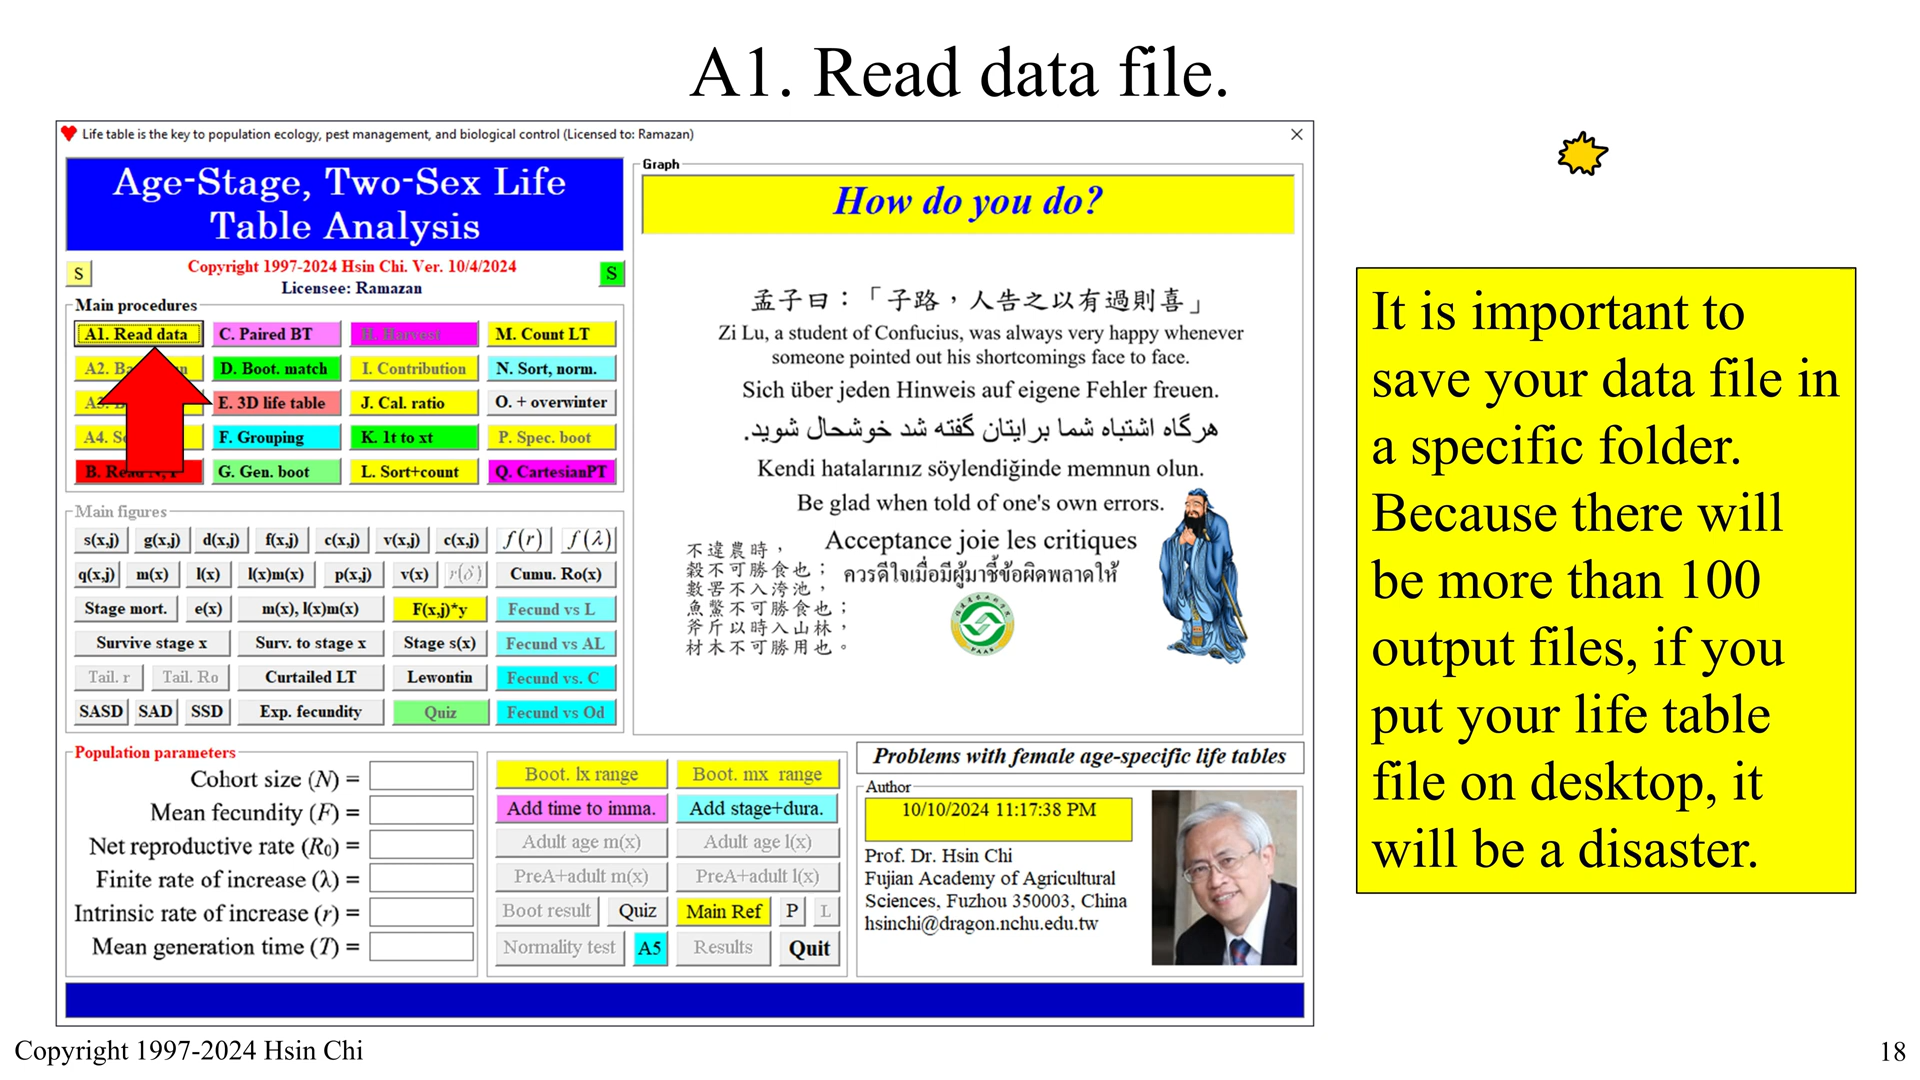 A1. Read data file.
Life table is the key to population ecology, pest management, and biological control (Licensed to: Ramazan)
Age-Stage, Two-Sex Life
Table Analysis
S
Copyright 1997-2024 Hsin Chi. Ver. 10/4/2024
S
Licensee: Ramazan
Main procedures
A1. Read data
C. Paired BT
H. Harvest
M. Count LT
A2. Ba
n
D. Boot. match
I. Contribution
N. Sort, norm.
E. 3D life table
J. Cal. ratio
O. + overwinter
A4. S
F. Grouping
K. 1t to xt
P. Spec. boot
B. Read N, F
G. Gen. boot
L. Sort+count
Q. CartesianPT
Main figures
s(x,j)
g(x,j)
d(x,j)
f(x,j)
c(x,j)
v(x,j)
c(x,j)
f(r)
f(λ)
q(x,j)
m(x)
l(x)
l(x)m(x)
p(x,j)
v(x)
r(δ)
Cumu. Ro(x)
Stage mort.
e(x)
m(x), l(x)m(x)
F(x,j)*y
Fecund vs L
Survive stage x
Surv. to stage x
Stage s(x)
Fecund vs AL
Tail. r
Tail. Ro
Curtailed LT
Lewontin
Fecund vs. C
SASD
SAD
SSD
Exp. fecundity
Quiz
Fecund vs Od
Graph
How do you do?
孟子曰：「子路，人告之以有過則喜」
Zi Lu, a student of Confucius, was always very happy whenever
someone pointed out his shortcomings face to face.
Sich über jeden Hinweis auf eigene Fehler freuen.
هرگاه اشتباه شما برایتان گفته شد خوشحال شوید.
Kendi hatalarınız söylendiğinde memnun olun.
Be glad when told of one's own errors.
Acceptance joie les critiques
ควรดีใจเมื่อมีผู้มาชี้ข้อผิดพลาดให้
不違農時，
穀不可勝食也；
數罟不入洿池，
魚鱉不可勝食也；
斧斤以時入山林，
材木不可勝用也。
FAAS
Population parameters
Cohort size (N) =
Mean fecundity (F) =
Net reproductive rate (R0) =
Finite rate of increase (λ) =
Intrinsic rate of increase (r) =
Mean generation time (T) =
Boot. lx range
Boot. mx range
Add time to imma.
Add stage+dura.
Adult age m(x)
Adult age l(x)
PreA+adult m(x)
PreA+adult l(x)
Boot result
Quiz
Main Ref
P
L
Normality test
A5
Results
Quit
Problems with female age-specific life tables
Author
10/10/2024 11:17:38 PM
Prof. Dr. Hsin Chi
Fujian Academy of Agricultural
Sciences, Fuzhou 350003, China
hsinchi@dragon.nchu.edu.tw
It is important to
save your data file in
a specific folder.
Because there will
be more than 100
output files, if you
put your life table
file on desktop, it
will be a disaster.
Copyright 1997-2024 Hsin Chi
18